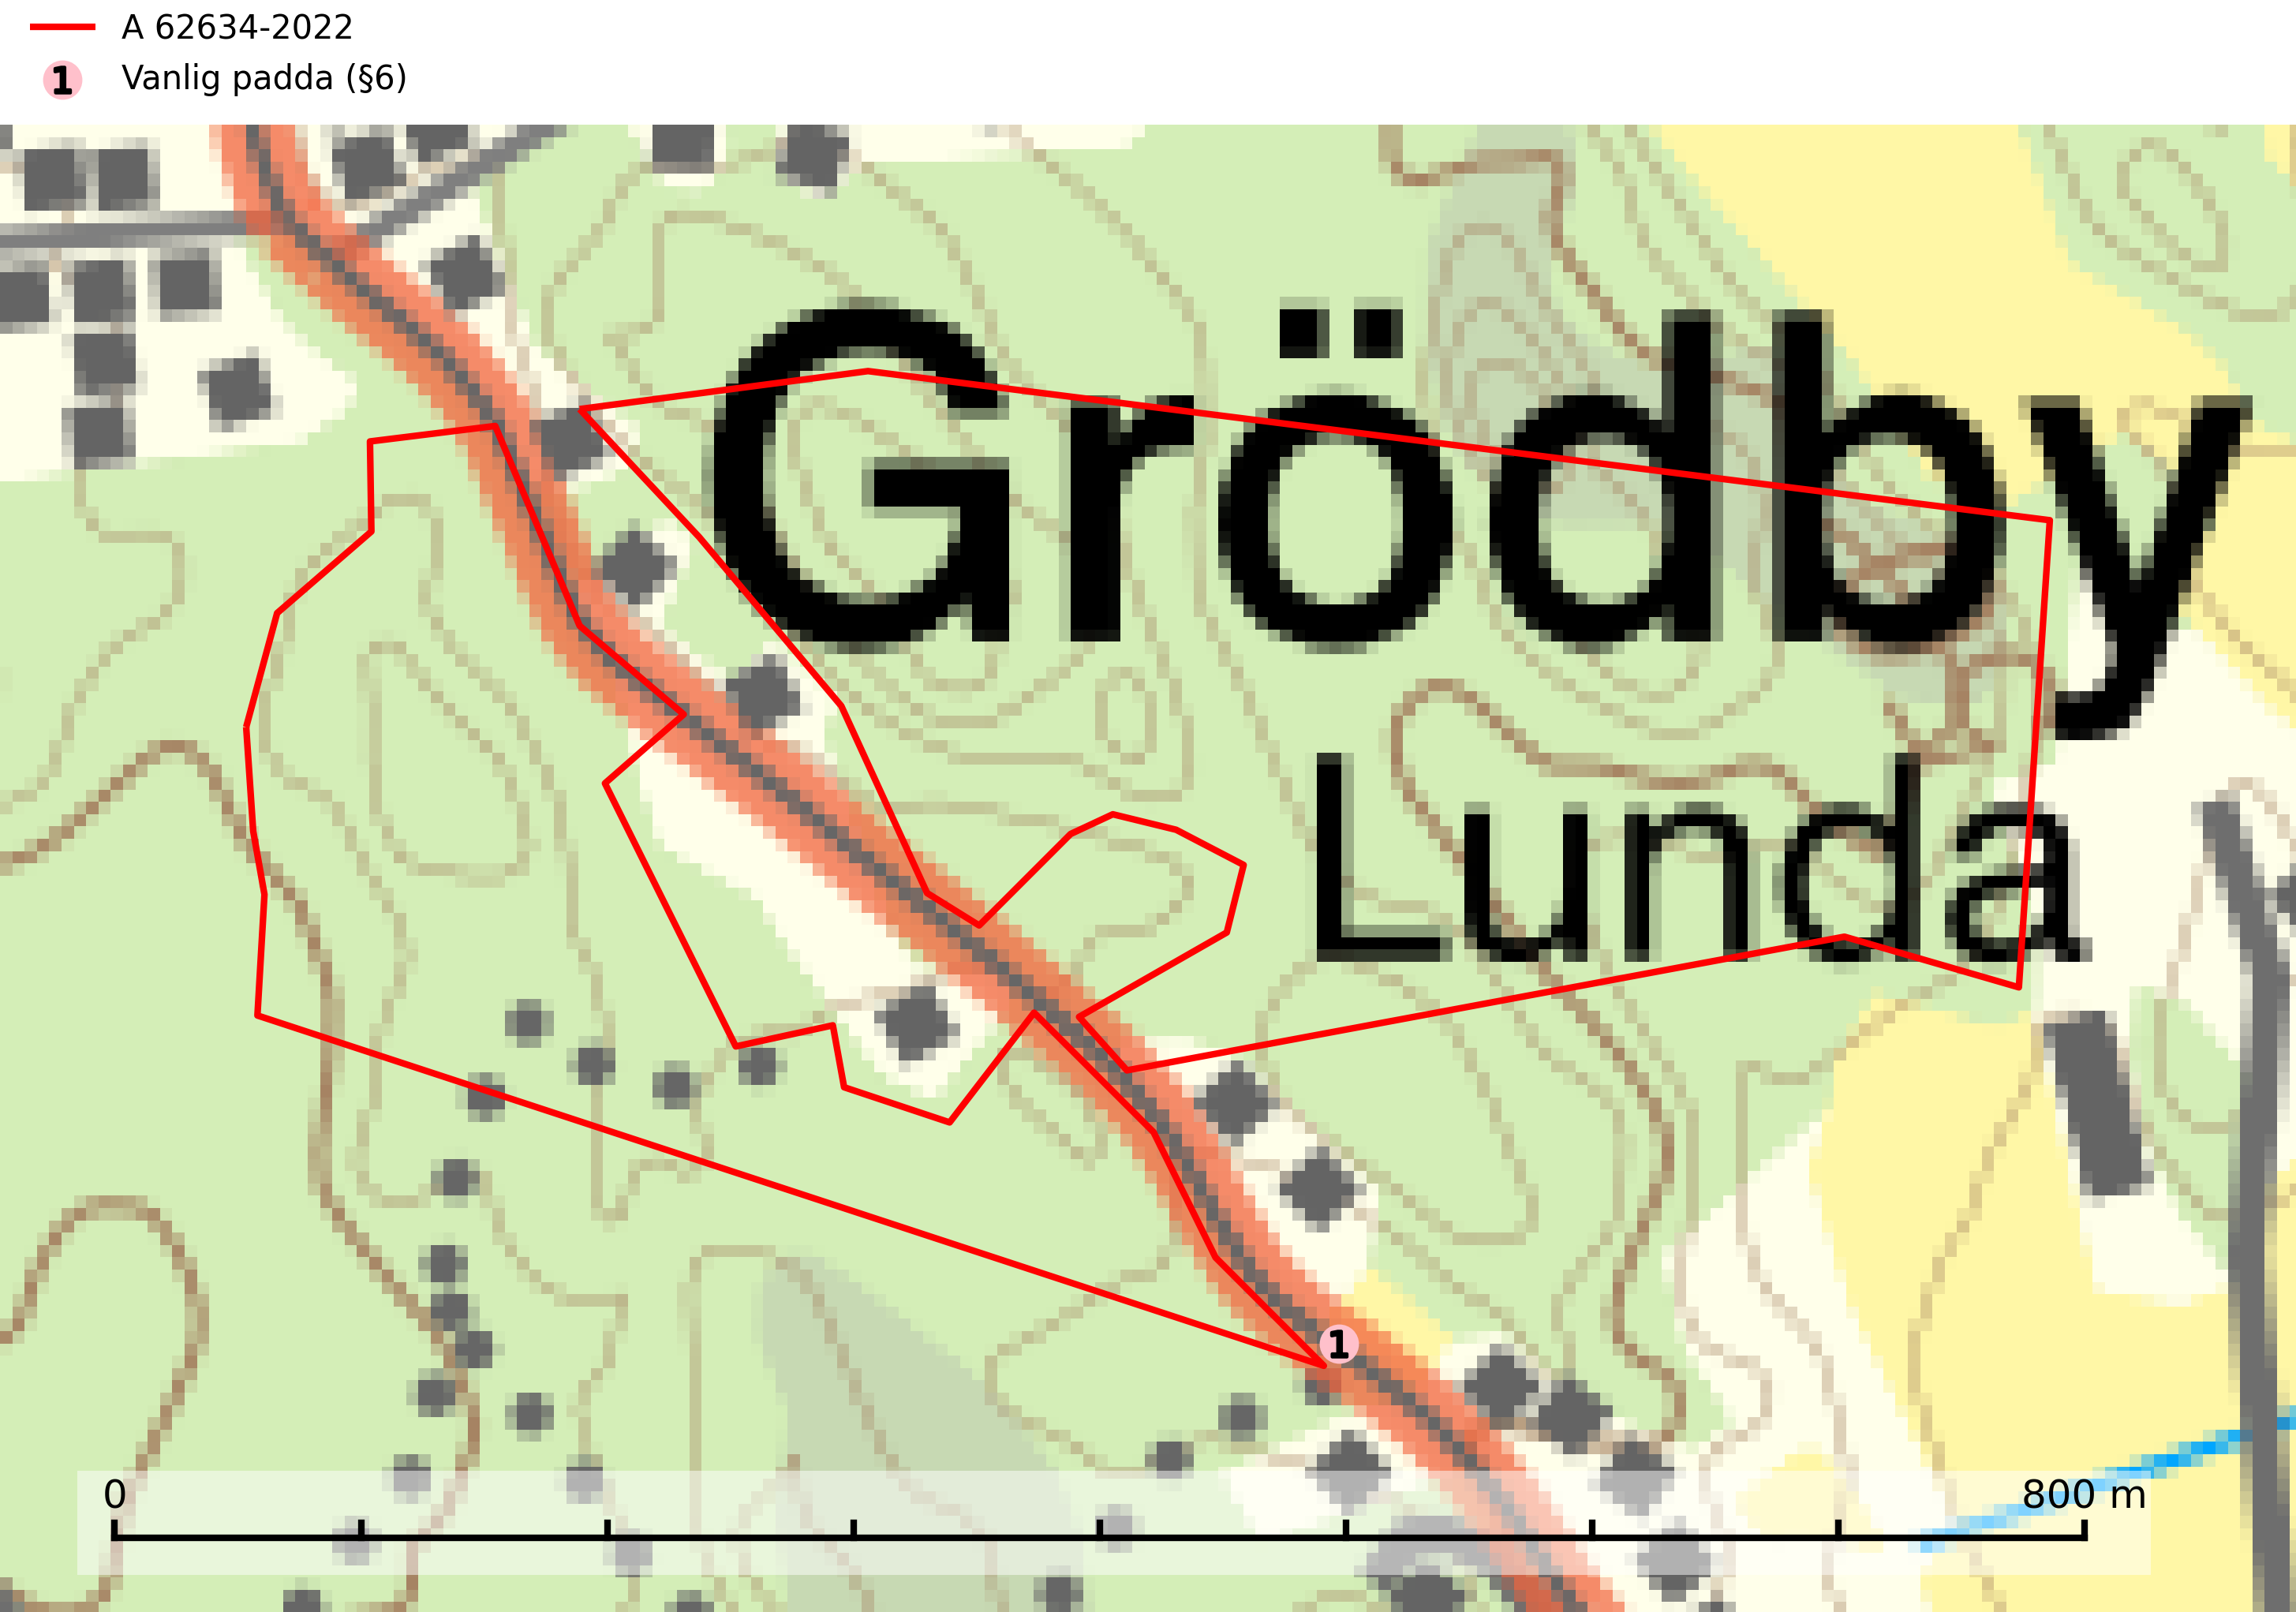 A 62634-2022
1 Vanlig padda (§6)
Grödby
Lunda
1
0 800 m